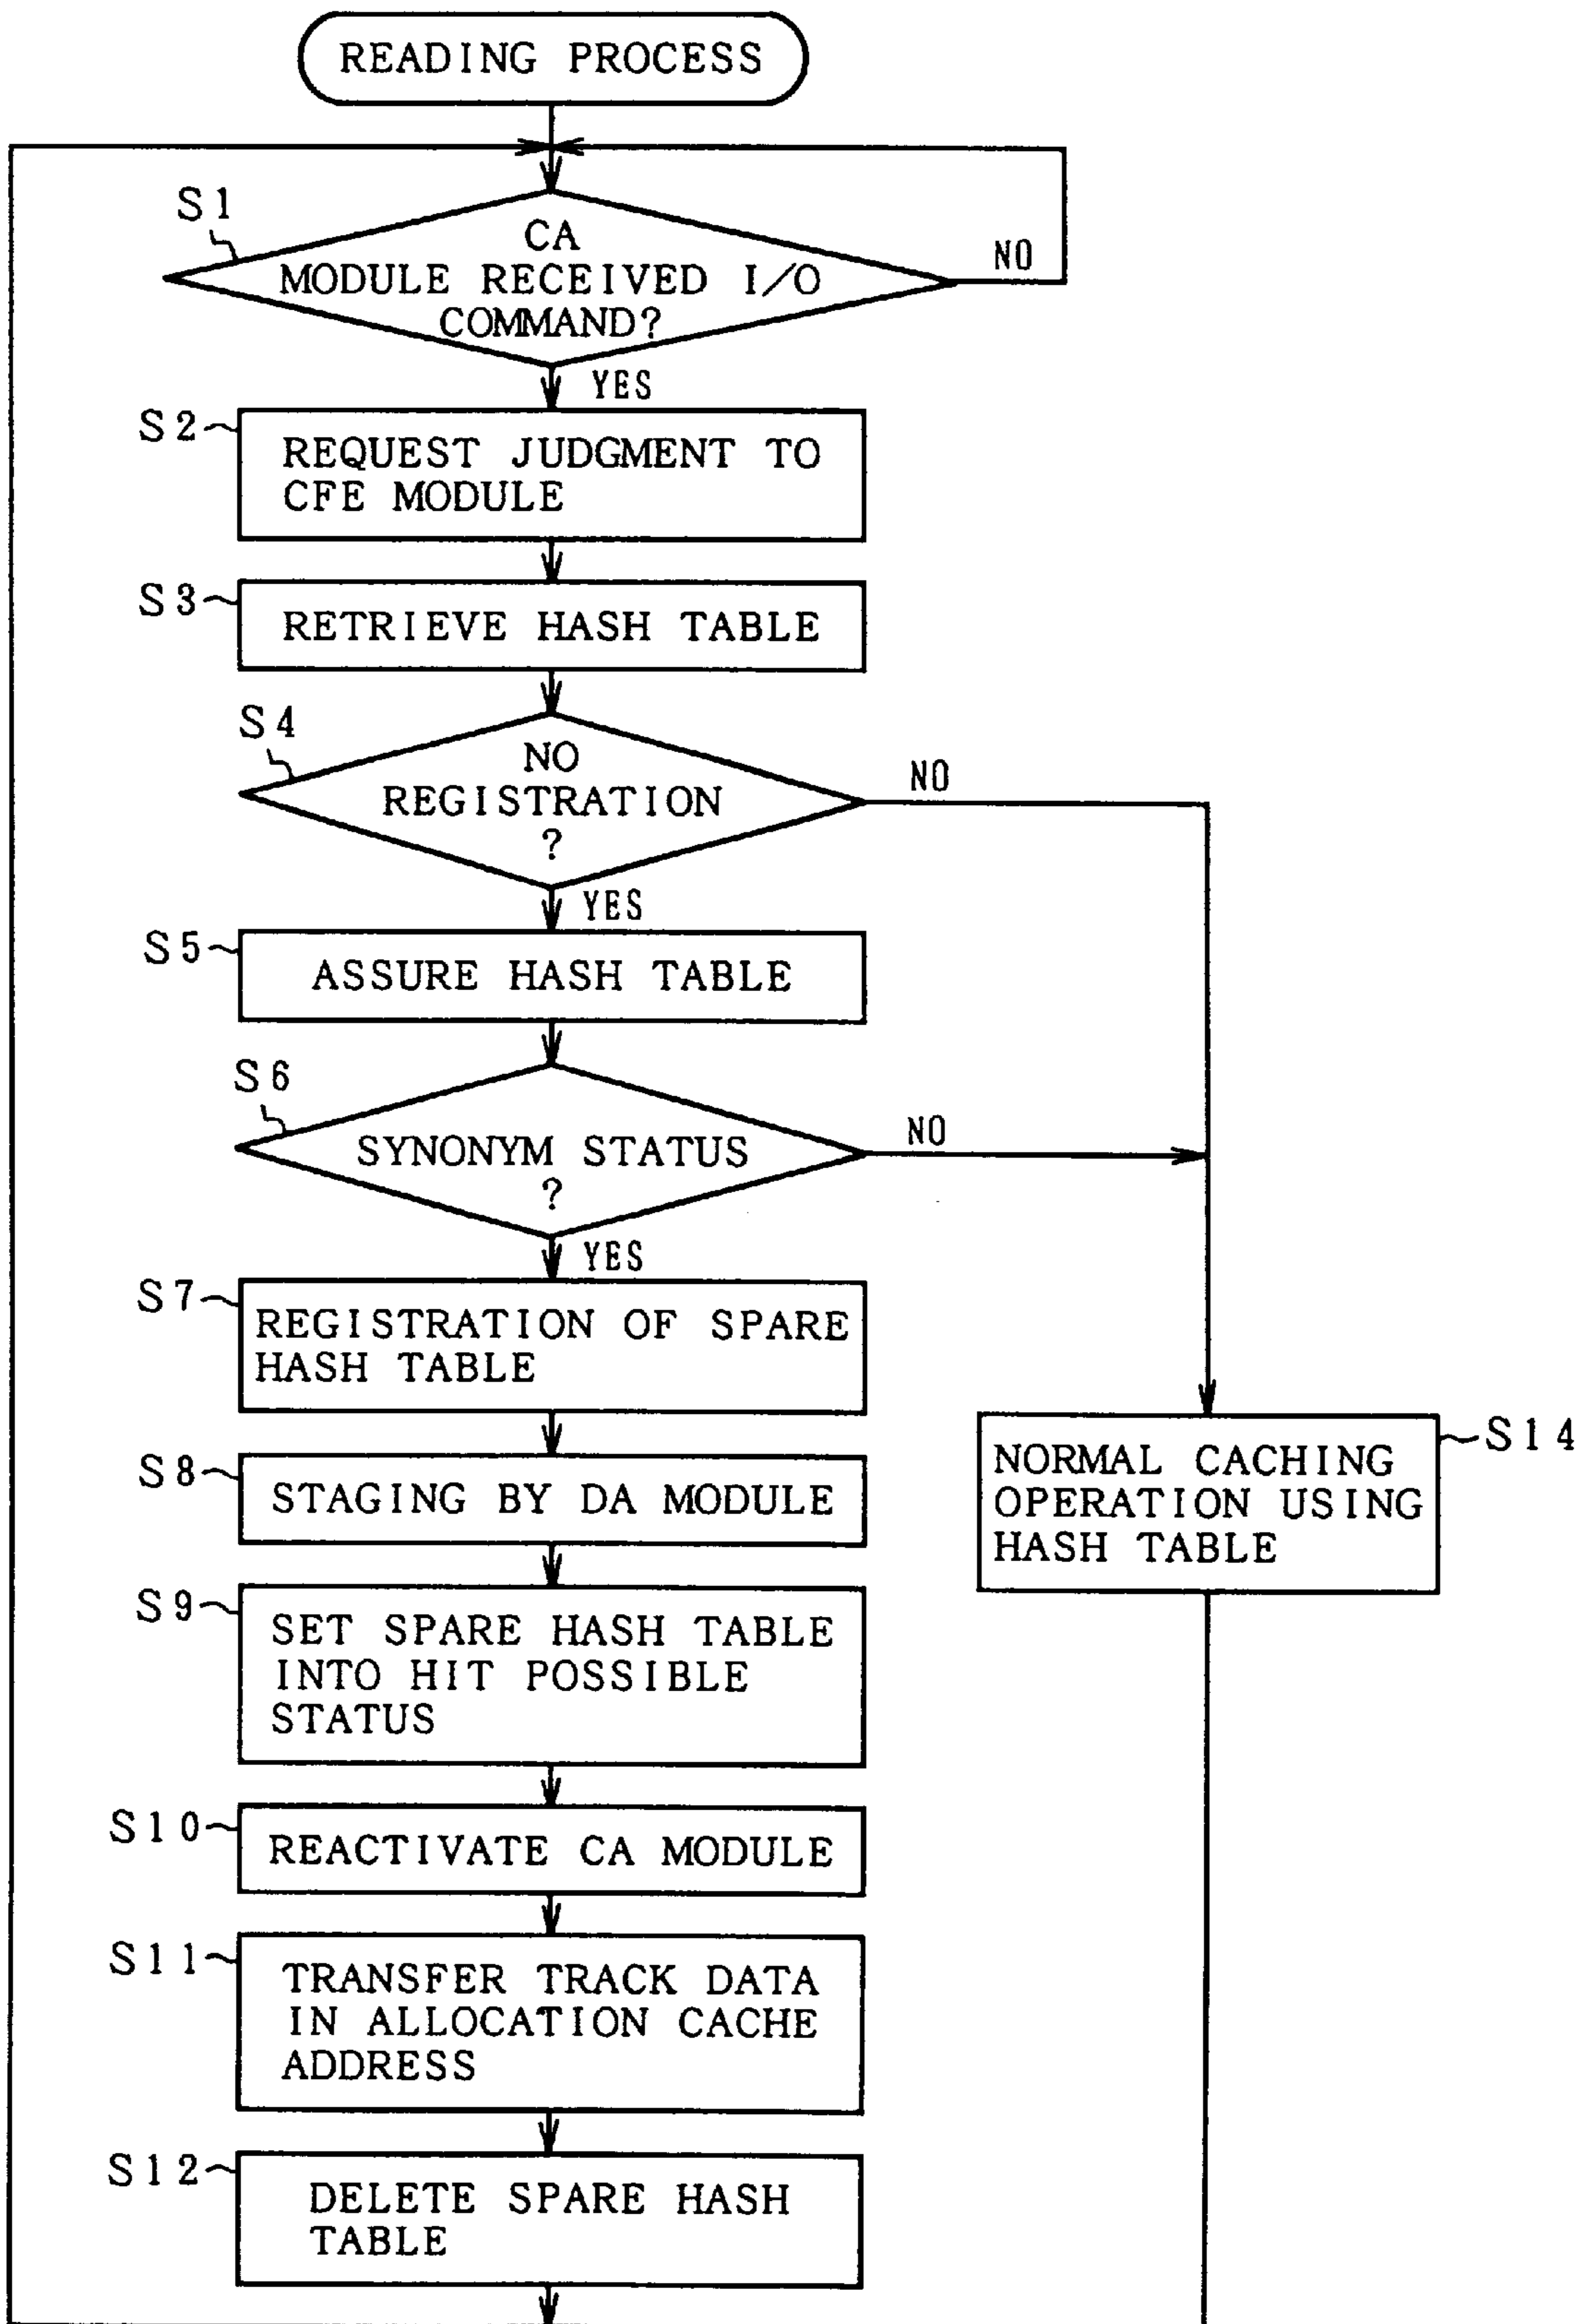 READING PROCESS
S1
CA
MODULE RECEIVED I/O
COMMAND?
NO
YES
S2
REQUEST JUDGMENT TO
CFE MODULE
S3
RETRIEVE HASH TABLE
S4
NO
REGISTRATION
?
NO
YES
S5
ASSURE HASH TABLE
S6
SYNONYM STATUS
?
NO
YES
S7
REGISTRATION OF SPARE
HASH TABLE
S8
STAGING BY DA MODULE
S14
NORMAL CACHING
OPERATION USING
HASH TABLE
S9
SET SPARE HASH TABLE
INTO HIT POSSIBLE
STATUS
S10
REACTIVATE CA MODULE
S11
TRANSFER TRACK DATA
IN ALLOCATION CACHE
ADDRESS
S12
DELETE SPARE HASH
TABLE